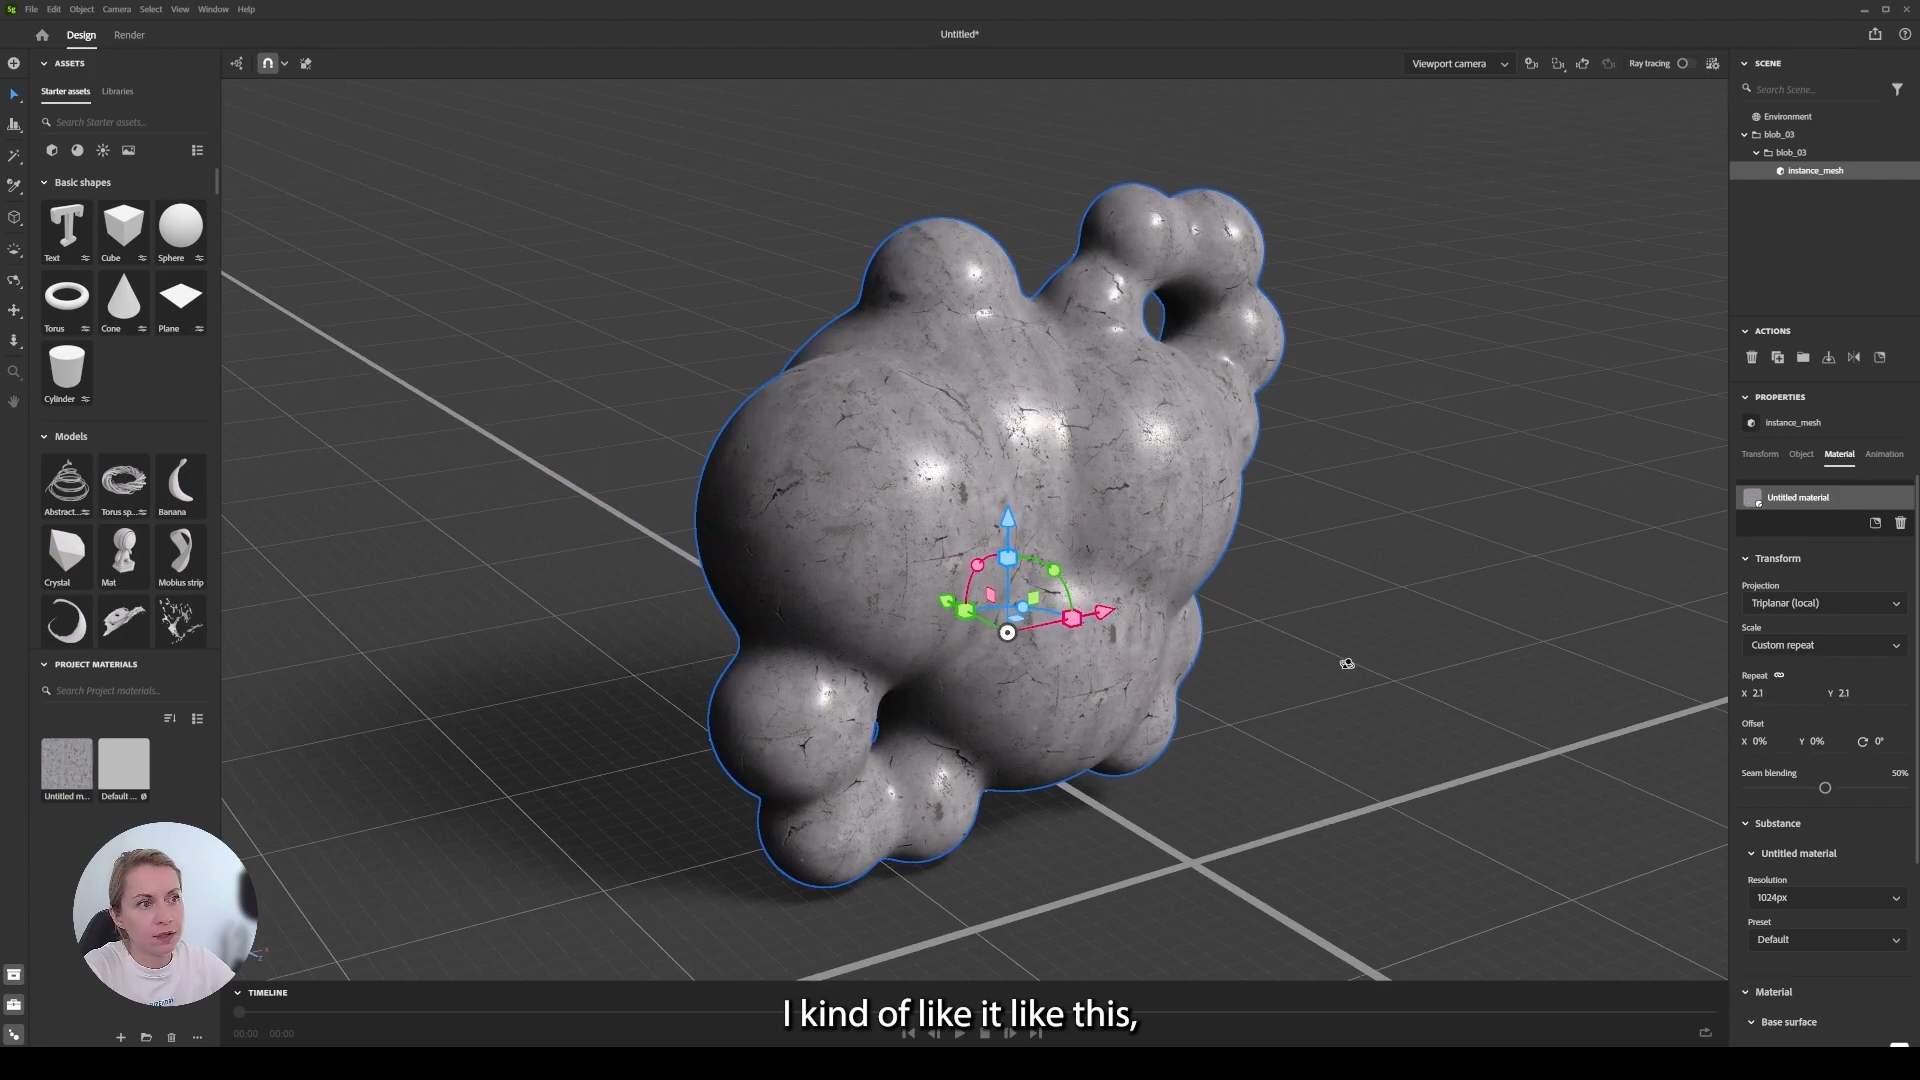 Sg File Edit Object Camera Select View Window Help
Design Render
Untitled*
ASSETS
Starter assets Libraries
Search Starter assets...
Basic shapes
Text Cube Sphere
Torus Cone Plane
Cylinder
Models
Abstract... Torus sp... Banana
Crystal Mat Mobius strip
PROJECT MATERIALS
Search Project materials...
Untitled m... Default ...
Viewport camera
Ray tracing
TIMELINE
00:00 00:00
I kind of like it like this,
SCENE
Search Scene...
Environment
blob_03
blob_03
instance_mesh
ACTIONS
PROPERTIES
instance_mesh
Transform Object Material Animation
Untitled material
Transform
Projection
Triplanar (local)
Scale
Custom repeat
Repeat
X 2.1 Y 2.1
Offset
X 0% Y 0% 0°
Seam blending 50%
Substance
Untitled material
Resolution
1024px
Preset
Default
Material
Base surface